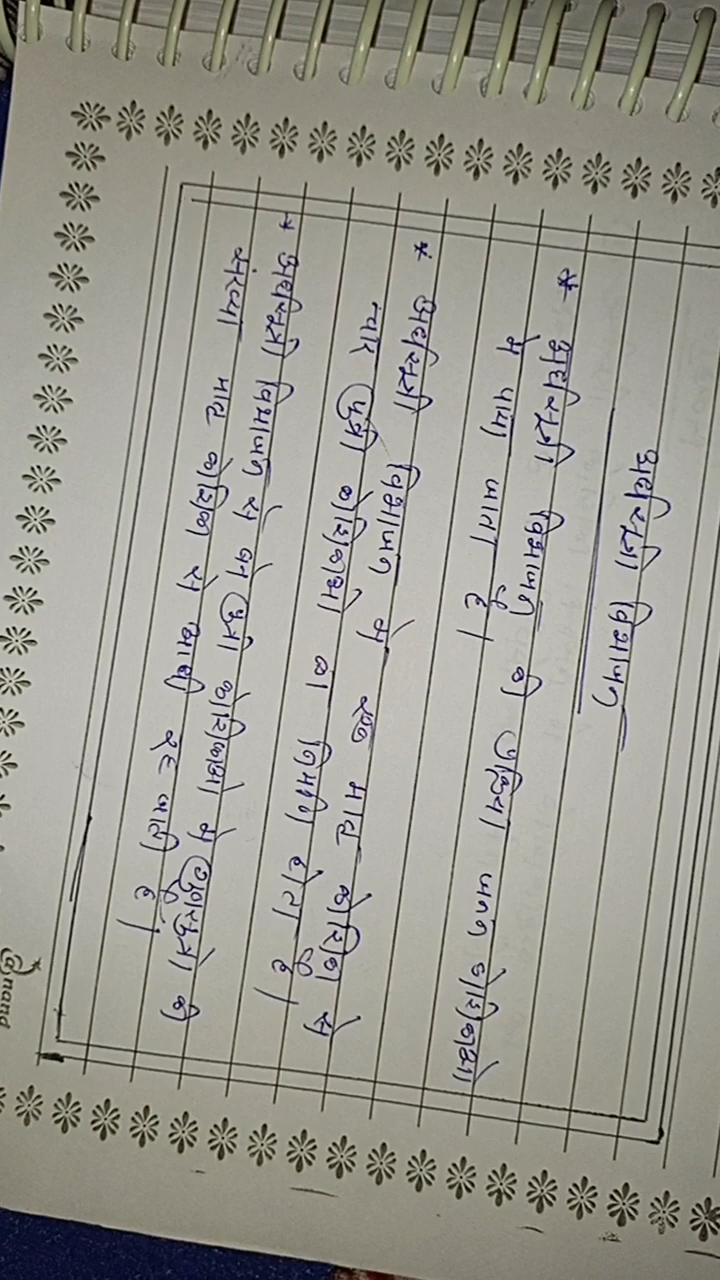 अर्धसूत्री विभाजन
* अर्धसूत्री विभाजन की प्रक्रिया जनन कोशिकाओ
मे पाया जाता है।
* अर्धसूत्री विभाजन मे एक मातृ कोशिका से
चार पुत्री कोशिकाओ का निर्माण होता है।
* अर्धसूत्री विभाजन से बने पुत्री कोशिकाओ मे गुणसूत्रो की
संख्या मातृ कोशिका से आधी रह जाती है।
Anand